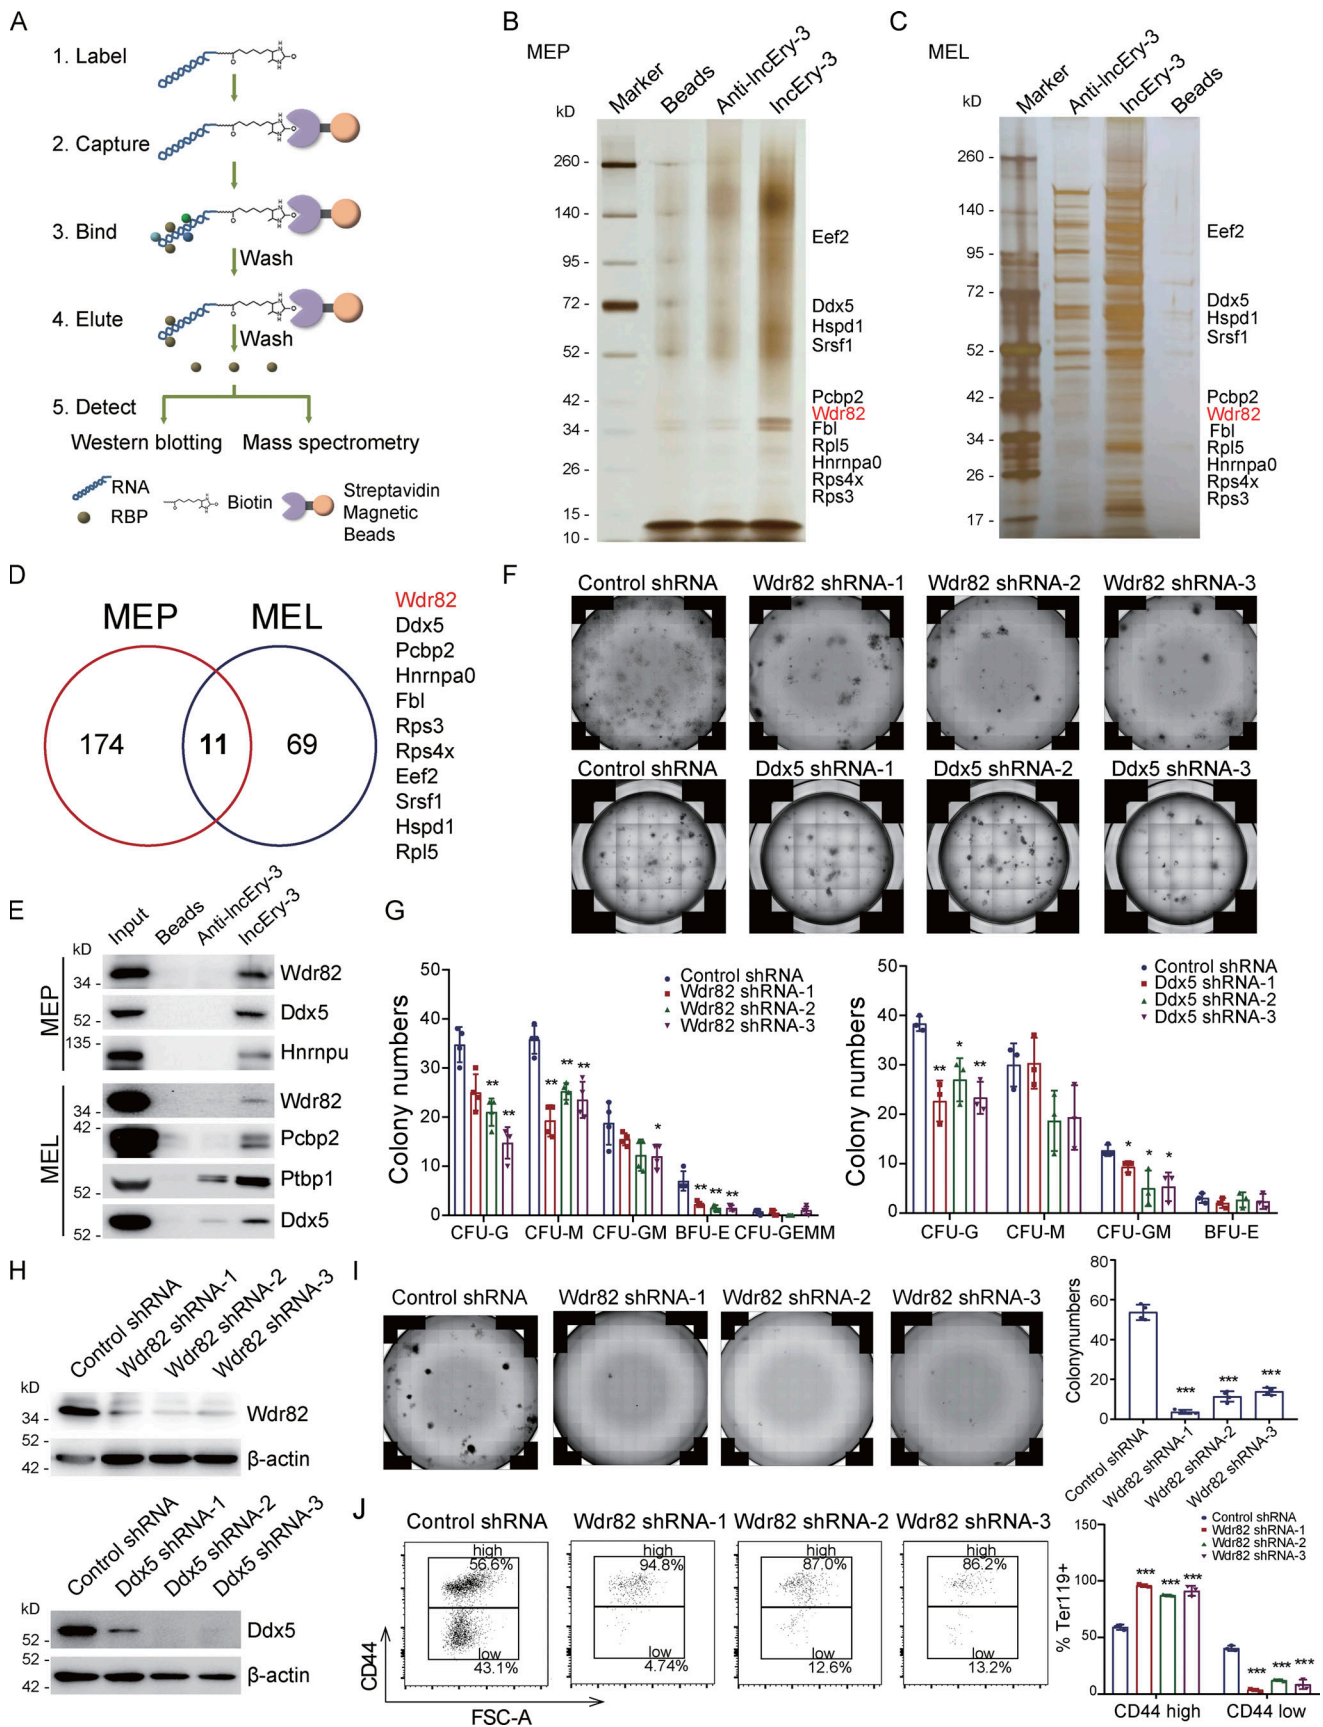 A
1. Label
2. Capture
3. Bind
Wash
4. Elute
Wash
5. Detect
Western blotting
Mass spectrometry
RNA
RBP
Biotin
Streptavidin
Magnetic
Beads
B
MEP
kD
Marker
Beads
Anti-lncEry-3
lncEry-3
260 -
140 -
95 -
72 -
52 -
42 -
34 -
26 -
15 -
10 -
Eef2
Ddx5
Hspd1
Srsf1
Pcbp2
Wdr82
Fbl
Rpl5
Hnrnpa0
Rps4x
Rps3
C
MEL
kD
Marker
Anti-lncEry-3
lncEry-3
Beads
260 -
140 -
95 -
72 -
52 -
42 -
34 -
26 -
17 -
Eef2
Ddx5
Hspd1
Srsf1
Pcbp2
Wdr82
Fbl
Rpl5
Hnrnpa0
Rps4x
Rps3
D
MEP
MEL
174
11
69
Wdr82
Ddx5
Pcbp2
Hnrnpa0
Fbl
Rps3
Rps4x
Eef2
Srsf1
Hspd1
Rpl5
E
kD
Input
Beads
Anti-lncEry-3
lncEry-3
MEP
34 -
Wdr82
52 -
Ddx5
135 -
Hnrnpu
MEL
34 -
Wdr82
42 -
Pcbp2
52 -
Ptbp1
52 -
Ddx5
F
Control shRNA
Wdr82 shRNA-1
Wdr82 shRNA-2
Wdr82 shRNA-3
Control shRNA
Ddx5 shRNA-1
Ddx5 shRNA-2
Ddx5 shRNA-3
G
Colony numbers
50
40
30
20
10
0
Control shRNA
Wdr82 shRNA-1
Wdr82 shRNA-2
Wdr82 shRNA-3
** ** ** ** ** * ** ** **
CFU-G
CFU-M
CFU-GM
BFU-E
CFU-GEMM
Colony numbers
50
40
30
20
10
0
Control shRNA
Ddx5 shRNA-1
Ddx5 shRNA-2
Ddx5 shRNA-3
** * ** * * *
CFU-G
CFU-M
CFU-GM
BFU-E
H
kD
Control shRNA
Wdr82 shRNA-1
Wdr82 shRNA-2
Wdr82 shRNA-3
34 -
Wdr82
52 -
42 -
β-actin
kD
Control shRNA
Ddx5 shRNA-1
Ddx5 shRNA-2
Ddx5 shRNA-3
52 -
Ddx5
52 -
42 -
β-actin
I
Control shRNA
Wdr82 shRNA-1
Wdr82 shRNA-2
Wdr82 shRNA-3
Colonynumbers
80
60
40
20
0
*** *** ***
Control shRNA
Wdr82 shRNA-1
Wdr82 shRNA-2
Wdr82 shRNA-3
J
Control shRNA
high
56.6%
low
43.1%
Wdr82 shRNA-1
high
94.8%
low
4.74%
Wdr82 shRNA-2
high
87.0%
low
12.6%
Wdr82 shRNA-3
high
86.2%
low
13.2%
CD44
FSC-A
% Ter119+
150
100
50
0
Control shRNA
Wdr82 shRNA-1
Wdr82 shRNA-2
Wdr82 shRNA-3
*** *** *** *** *** ***
CD44 high
CD44 low